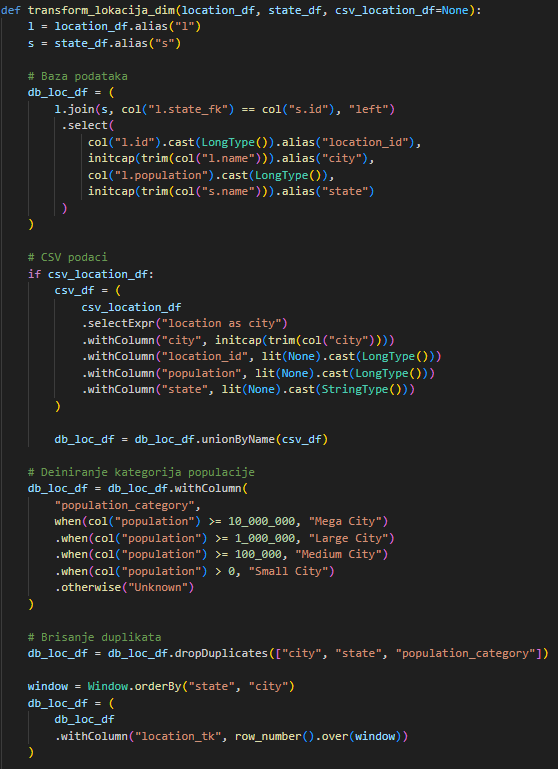 def transform_lokacija_dim(location_df, state_df, csv_location_df=None):
    l = location_df.alias("l")
    s = state_df.alias("s")

    # Baza podataka
    db_loc_df = (
        l.join(s, col("l.state_fk") == col("s.id"), "left")
         .select(
             col("l.id").cast(LongType()).alias("location_id"),
             initcap(trim(col("l.name"))).alias("city"),
             col("l.population").cast(LongType()),
             initcap(trim(col("s.name"))).alias("state")
         )
    )

    # CSV podaci
    if csv_location_df:
        csv_df = (
            csv_location_df
            .selectExpr("location as city")
            .withColumn("city", initcap(trim(col("city"))))
            .withColumn("location_id", lit(None).cast(LongType()))
            .withColumn("population", lit(None).cast(LongType()))
            .withColumn("state", lit(None).cast(StringType()))
        )

        db_loc_df = db_loc_df.unionByName(csv_df)

    # Deiniranje kategorija populacije
    db_loc_df = db_loc_df.withColumn(
        "population_category",
        when(col("population") >= 10_000_000, "Mega City")
        .when(col("population") >= 1_000_000, "Large City")
        .when(col("population") >= 100_000, "Medium City")
        .when(col("population") > 0, "Small City")
        .otherwise("Unknown")
    )

    # Brisanje duplikata
    db_loc_df = db_loc_df.dropDuplicates(["city", "state", "population_category"])

    window = Window.orderBy("state", "city")
    db_loc_df = (
        db_loc_df
        .withColumn("location_tk", row_number().over(window))
    )